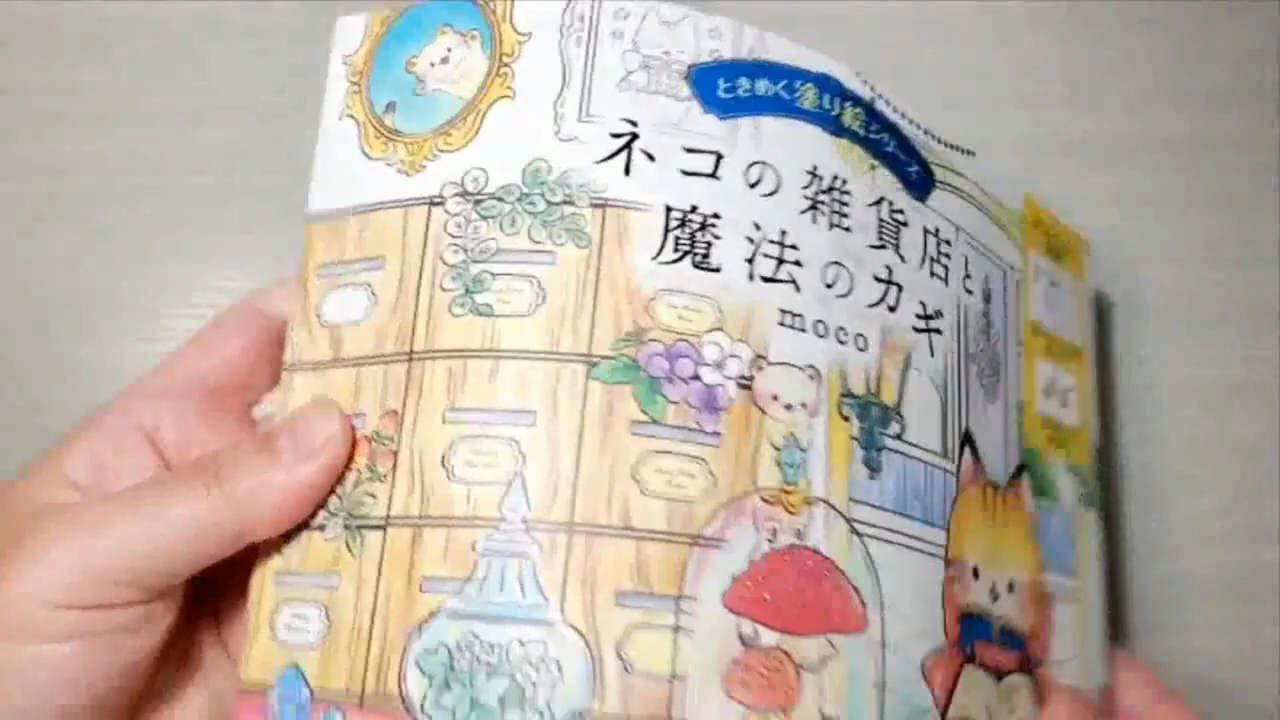 ときめく塗り絵シリーズ
ネコの雑貨店と
魔法のカギ
moco